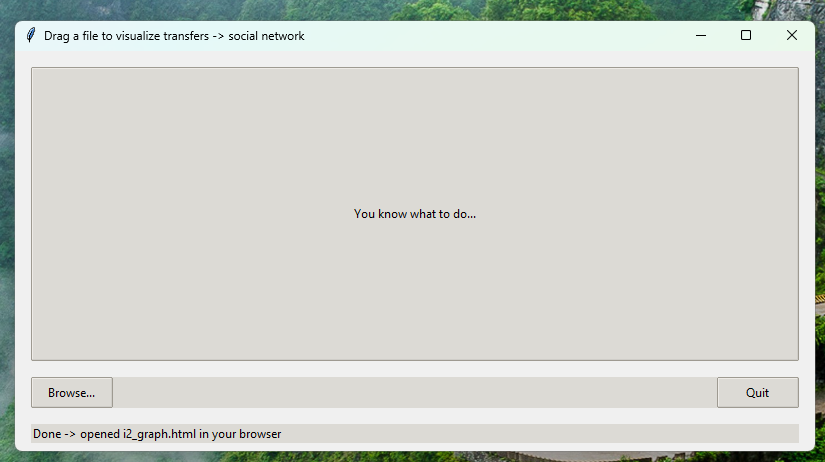 Drag a file to visualize transfers -> social network
You know what to do...
Browse...
Quit
Done -> opened i2_graph.html in your browser